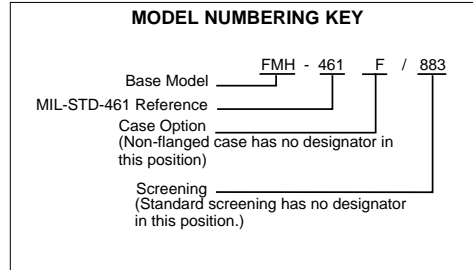 MODEL NUMBERING KEY
FMH - 461 F / 883
Base Model
MIL-STD-461 Reference
Case Option
(Non-flanged case has no designator in
this position)
Screening
(Standard screening has no designator
in this position.)